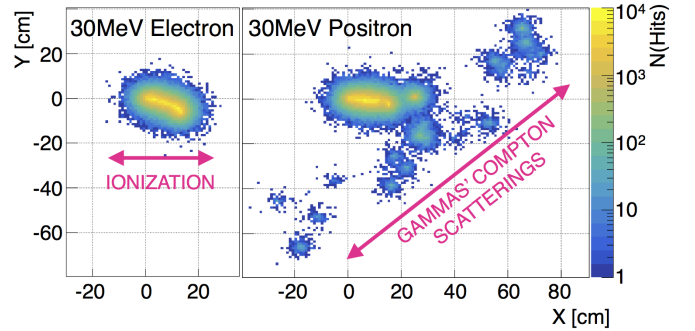 30MeV Electron
30MeV Positron
Y [cm]
40
20
0
-20
-40
-60
IONIZATION
GAMMAS' COMPTON
SCATTERINGS
-20 0 20
-20 0 20 40 60 80
X [cm]
10⁴
10³
10²
10
1
N(Hits)